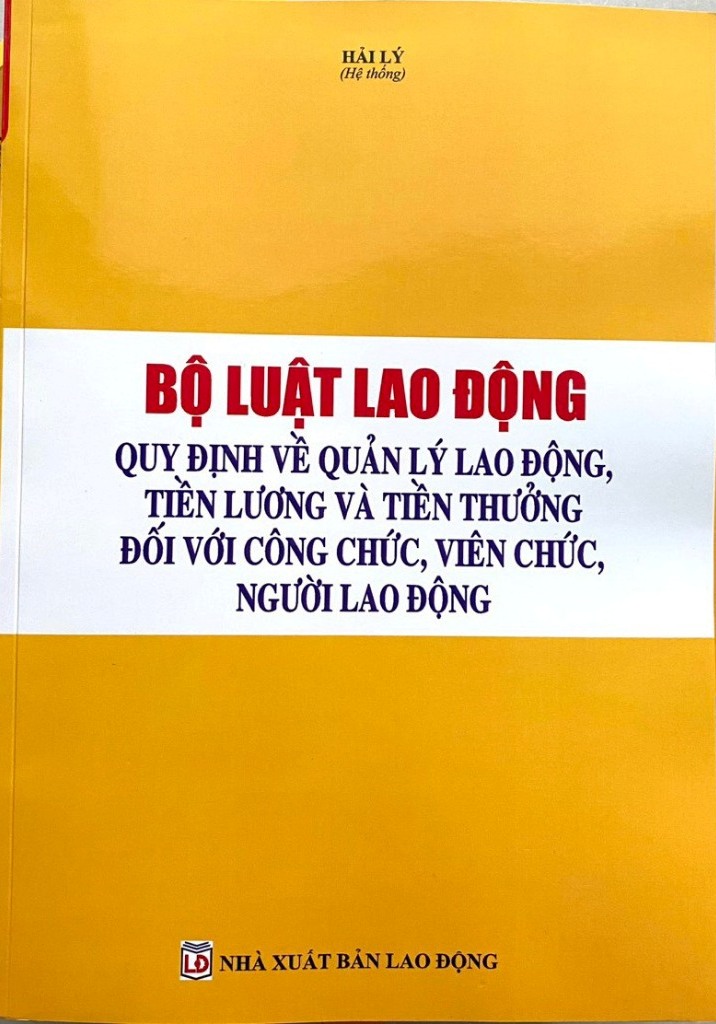 HẢI LÝ
(Hệ thống)
BỘ LUẬT LAO ĐỘNG
QUY ĐỊNH VỀ QUẢN LÝ LAO ĐỘNG,
TIỀN LƯƠNG VÀ TIỀN THƯỞNG
ĐỐI VỚI CÔNG CHỨC, VIÊN CHỨC,
NGƯỜI LAO ĐỘNG
LĐ NHÀ XUẤT BẢN LAO ĐỘNG